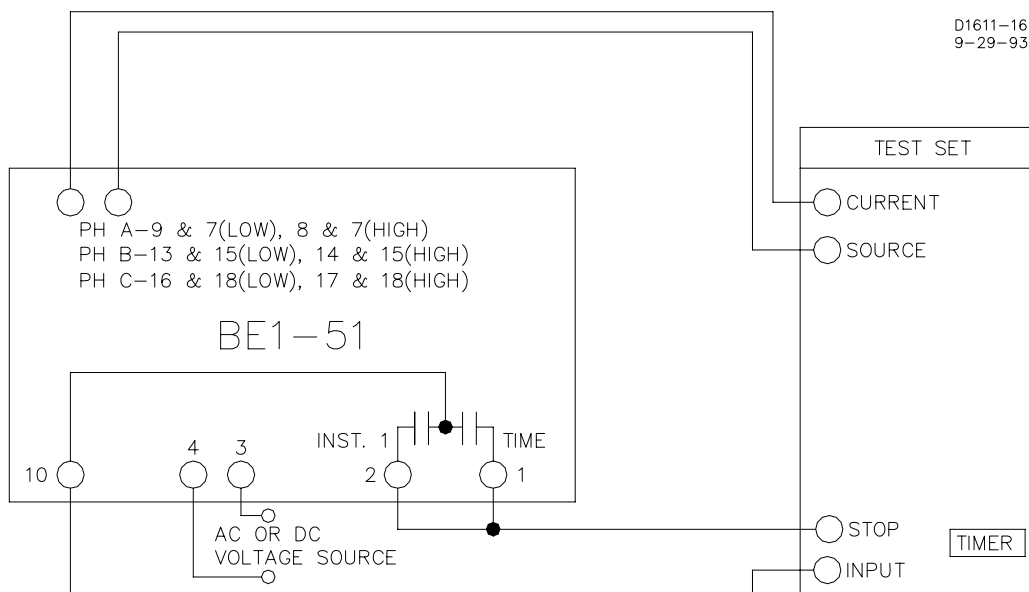 D1611-16
9-29-93
TEST SET
CURRENT
SOURCE
PH A-9 & 7(LOW), 8 & 7(HIGH)
PH B-13 & 15(LOW), 14 & 15(HIGH)
PH C-16 & 18(LOW), 17 & 18(HIGH)
BE1-51
INST. 1
TIME
10
4
3
2
1
AC OR DC
VOLTAGE SOURCE
STOP
TIMER
INPUT